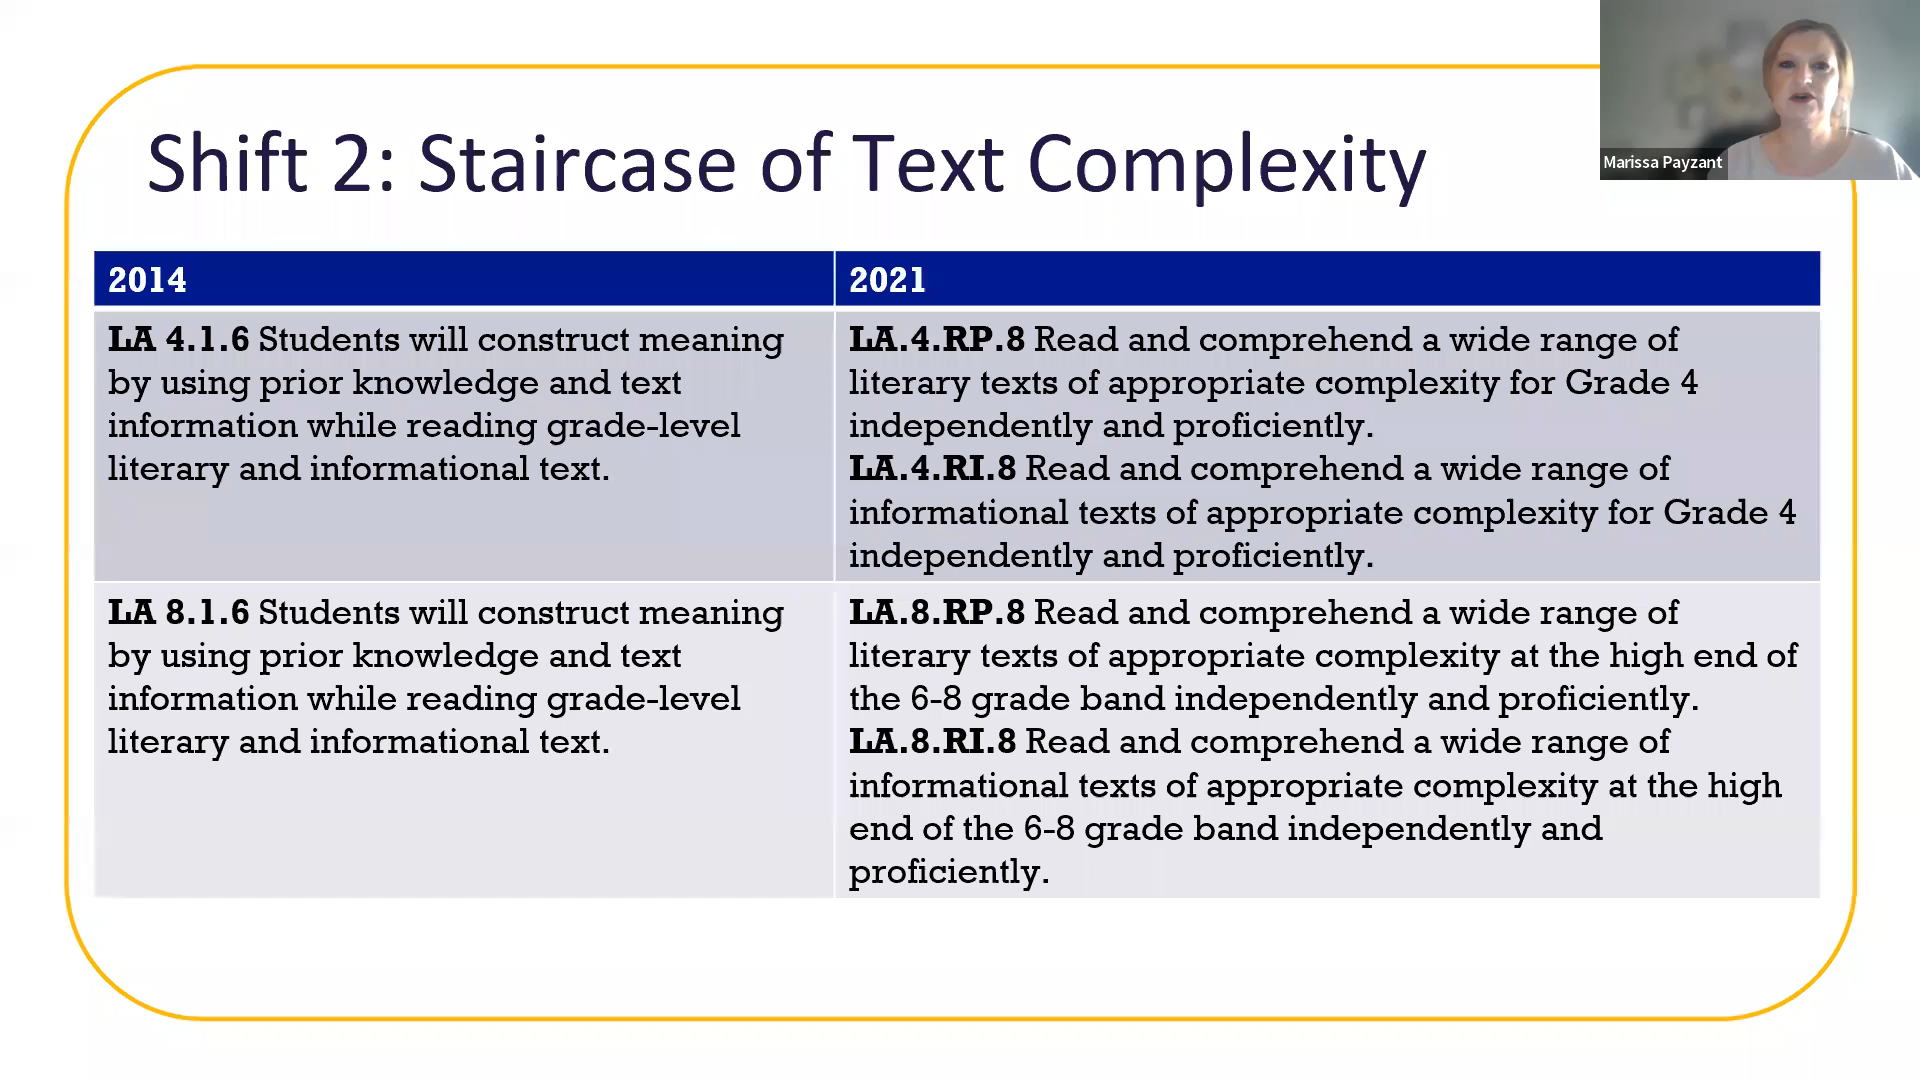 Shift 2: Staircase of Text Complexity
Marissa Payzant
2014
2021
LA 4.1.6 Students will construct meaning
by using prior knowledge and text
information while reading grade-level
literary and informational text.
LA.4.RP.8 Read and comprehend a wide range of
literary texts of appropriate complexity for Grade 4
independently and proficiently.
LA.4.RI.8 Read and comprehend a wide range of
informational texts of appropriate complexity for Grade 4
independently and proficiently.
LA 8.1.6 Students will construct meaning
by using prior knowledge and text
information while reading grade-level
literary and informational text.
LA.8.RP.8 Read and comprehend a wide range of
literary texts of appropriate complexity at the high end of
the 6-8 grade band independently and proficiently.
LA.8.RI.8 Read and comprehend a wide range of
informational texts of appropriate complexity at the high
end of the 6-8 grade band independently and
proficiently.